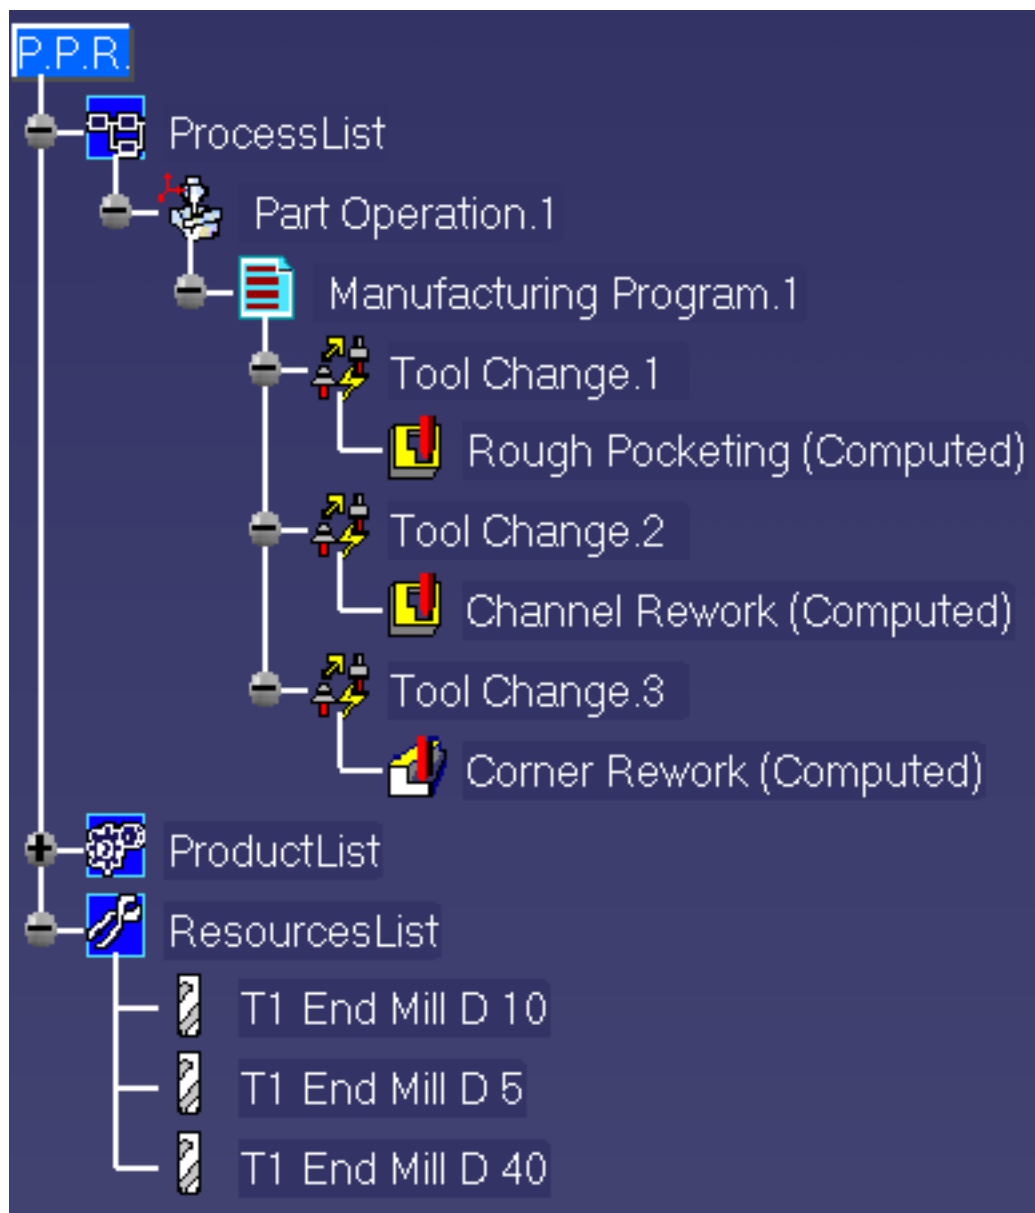 P.P.R.
ProcessList
Part Operation.1
Manufacturing Program.1
Tool Change.1
Rough Pocketing (Computed)
Tool Change.2
Channel Rework (Computed)
Tool Change.3
Corner Rework (Computed)
ProductList
ResourcesList
T1 End Mill D 10
T1 End Mill D 5
T1 End Mill D 40